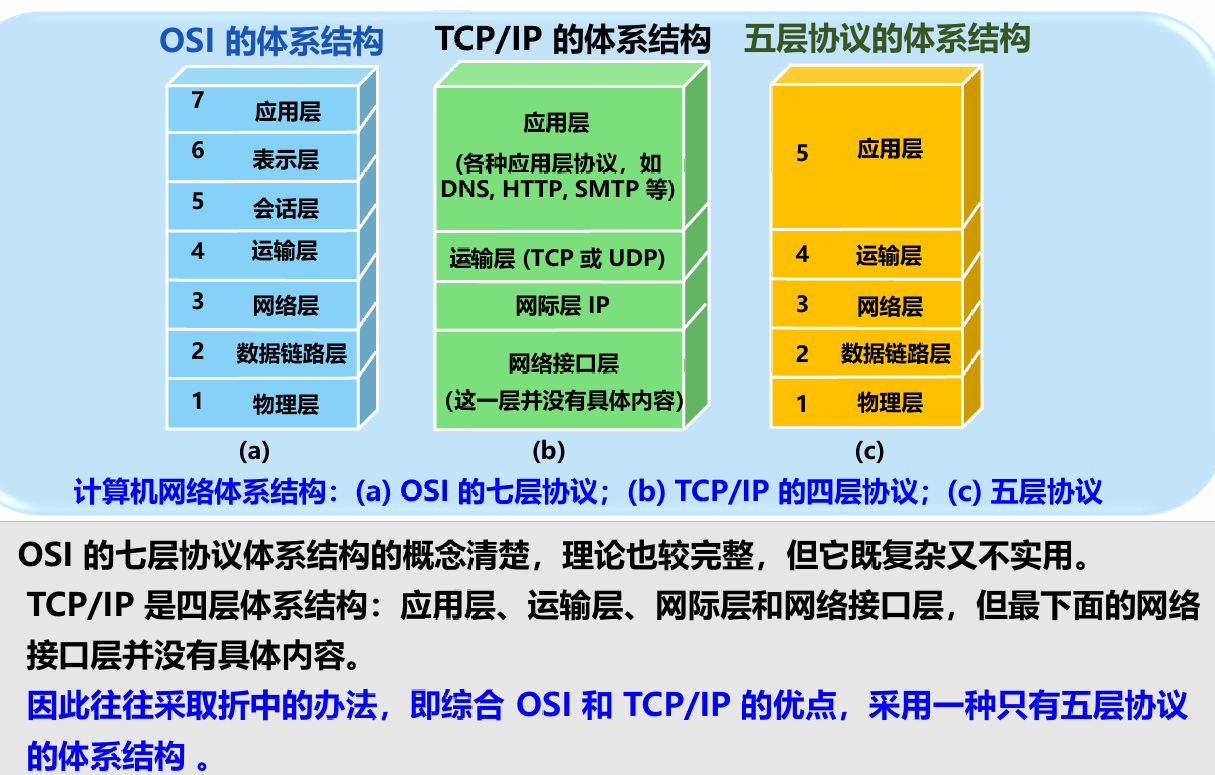 OSI 的体系结构
TCP/IP 的体系结构
五层协议的体系结构
7 应用层
6 表示层
5 会话层
4 运输层
3 网络层
2 数据链路层
1 物理层
(a)
应用层
(各种应用层协议，如
DNS, HTTP, SMTP 等)
运输层 (TCP 或 UDP)
网际层 IP
网络接口层
（这一层并没有具体内容)
(b)
5 应用层
4 运输层
3 网络层
2 数据链路层
1 物理层
(c)
计算机网络体系结构：(a) OSI 的七层协议；(b) TCP/IP 的四层协议；(c) 五层协议
OSI 的七层协议体系结构的概念清楚，理论也较完整，但它既复杂又不实用。
TCP/IP 是四层体系结构：应用层、运输层、网际层和网络接口层，但最下面的网络
接口层并没有具体内容。
因此往往采取折中的办法，即综合 OSI 和 TCP/IP 的优点，采用一种只有五层协议
的体系结构 。